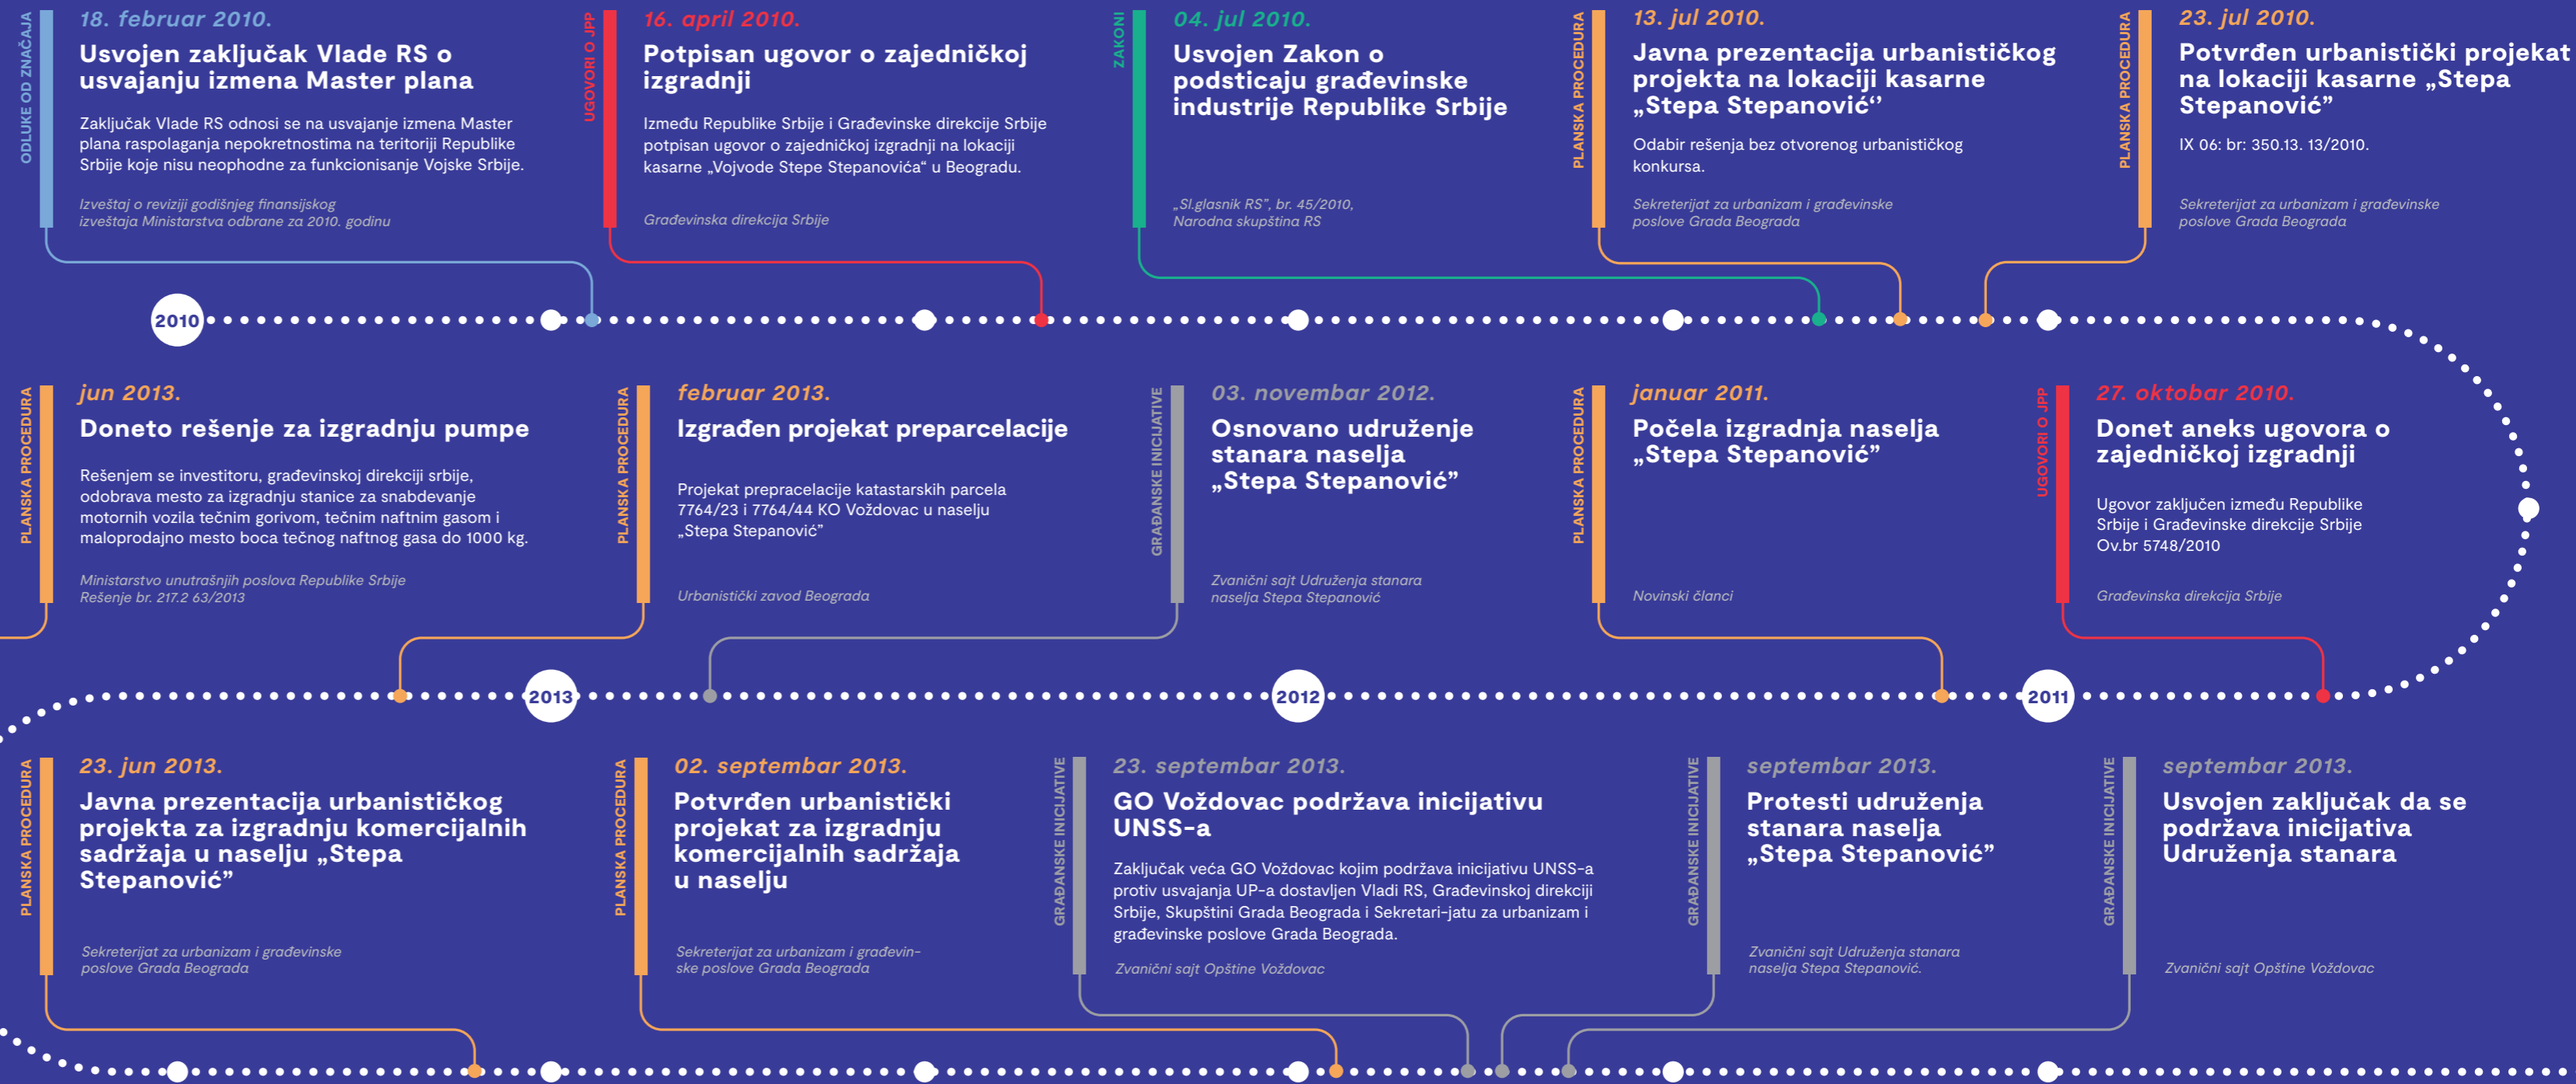 ODLUKE OD ZNAČAJA
18. februar 2010.
Usvojen zaključak Vlade RS o
usvajanju izmena Master plana
Zaključak Vlade RS odnosi se na usvajanje izmena Master
plana raspolaganja nepokretnostima na teritoriji Republike
Srbije koje nisu neophodne za funkcionisanje Vojske Srbije.
Izveštaj o reviziji godišnjeg finansijskog
izveštaja Ministarstva odbrane za 2010. godinu
UGOVORI O JPP
16. april 2010.
Potpisan ugovor o zajedničkoj
izgradnji
Između Republike Srbije i Građevinske direkcije Srbije
potpisan ugovor o zajedničkoj izgradnji na lokaciji
kasarne „Vojvode Stepe Stepanovića“ u Beogradu.
Građevinska direkcija Srbije
ZAKONI
04. jul 2010.
Usvojen Zakon o
podsticaju građevinske
industrije Republike Srbije
„Sl.glasnik RS”, br. 45/2010,
Narodna skupština RS
PLANSKA PROCEDURA
13. jul 2010.
Javna prezentacija urbanističkog
projekta na lokaciji kasarne
„Stepa Stepanović‘’
Odabir rešenja bez otvorenog urbanističkog
konkursa.
Sekreterijat za urbanizam i građevinske
poslove Grada Beograda
PLANSKA PROCEDURA
23. jul 2010.
Potvrđen urbanistički projekat
na lokaciji kasarne „Stepa
Stepanović”
IX 06: br: 350.13. 13/2010.
Sekreterijat za urbanizam i građevinske
poslove Grada Beograda
2010
PLANSKA PROCEDURA
jun 2013.
Doneto rešenje za izgradnju pumpe
Rešenjem se investitoru, građevinskoj direkciji srbije,
odobrava mesto za izgradnju stanice za snabdevanje
motornih vozila tečnim gorivom, tečnim naftnim gasom i
maloprodajno mesto boca tečnog naftnog gasa do 1000 kg.
Ministarstvo unutrašnjih poslova Republike Srbije
Rešenje br. 217.2 63/2013
PLANSKA PROCEDURA
februar 2013.
Izgrađen projekat preparcelacije
Projekat prepracelacije katastarskih parcela
7764/23 i 7764/44 KO Voždovac u naselju
„Stepa Stepanović”
Urbanistički zavod Beograda
GRAĐANSKE INICIJATIVE
03. novembar 2012.
Osnovano udruženje
stanara naselja
„Stepa Stepanović”
Zvanični sajt Udruženja stanara
naselja Stepa Stepanović
PLANSKA PROCEDURA
januar 2011.
Počela izgradnja naselja
„Stepa Stepanović”
Novinski članci
UGOVORI O JPP
27. oktobar 2010.
Donet aneks ugovora o
zajedničkoj izgradnji
Ugovor zaključen između Republike
Srbije i Građevinske direkcije Srbije
Ov.br 5748/2010
Građevinska direkcija Srbije
2013
2012
2011
PLANSKA PROCEDURA
23. jun 2013.
Javna prezentacija urbanističkog
projekta za izgradnju komercijalnih
sadržaja u naselju „Stepa
Stepanović”
Sekreterijat za urbanizam i građevinske
poslove Grada Beograda
PLANSKA PROCEDURA
02. septembar 2013.
Potvrđen urbanistički
projekat za izgradnju
komercijalnih sadržaja
u naselju
Sekreterijat za urbanizam i građevin-
ske poslove Grada Beograda
GRAĐANSKE INICIJATIVE
23. septembar 2013.
GO Voždovac podržava inicijativu
UNSS-a
Zaključak veća GO Voždovac kojim podržava inicijativu UNSS-a
protiv usvajanja UP-a dostavljen Vladi RS, Građevinskoj direkciji
Srbije, Skupštini Grada Beograda i Sekretari-jatu za urbanizam i
građevinske poslove Grada Beograda.
Zvanični sajt Opštine Voždovac
GRAĐANSKE INICIJATIVE
septembar 2013.
Protesti udruženja
stanara naselja
„Stepa Stepanović”
Zvanični sajt Udruženja stanara
naselja Stepa Stepanović.
GRAĐANSKE INICIJATIVE
septembar 2013.
Usvojen zaključak da se
podržava inicijativa
Udruženja stanara
Zvanični sajt Opštine Voždovac